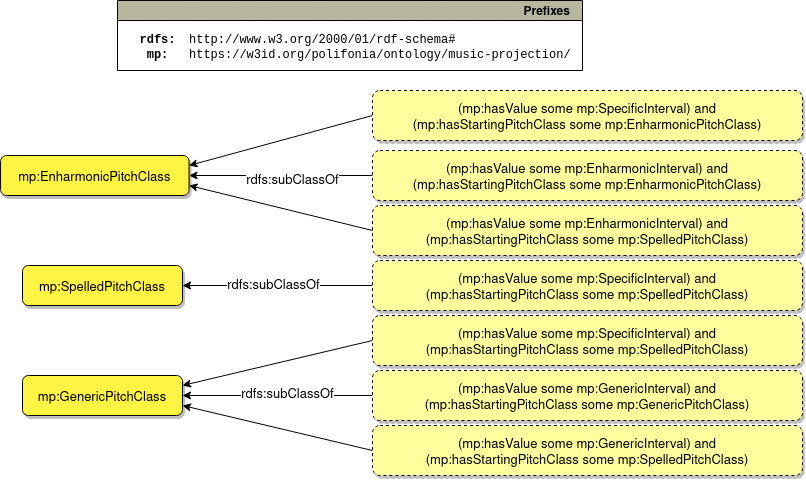 Prefixes
rdfs: http://www.w3.org/2000/01/rdf-schema#
mp: https://w3id.org/polifonia/ontology/music-projection/
(mp:hasValue some mp:SpecificInterval) and
(mp:hasStartingPitchClass some mp:EnharmonicPitchClass)
mp:EnharmonicPitchClass
rdfs:subClassOf
(mp:hasValue some mp:EnharmonicInterval) and
(mp:hasStartingPitchClass some mp:EnharmonicPitchClass)
(mp:hasValue some mp:EnharmonicInterval) and
(mp:hasStartingPitchClass some mp:SpelledPitchClass)
mp:SpelledPitchClass
rdfs:subClassOf
(mp:hasValue some mp:SpecificInterval) and
(mp:hasStartingPitchClass some mp:SpelledPitchClass)
(mp:hasValue some mp:SpecificInterval) and
(mp:hasStartingPitchClass some mp:SpelledPitchClass)
mp:GenericPitchClass
rdfs:subClassOf
(mp:hasValue some mp:GenericInterval) and
(mp:hasStartingPitchClass some mp:GenericPitchClass)
(mp:hasValue some mp:GenericInterval) and
(mp:hasStartingPitchClass some mp:SpelledPitchClass)